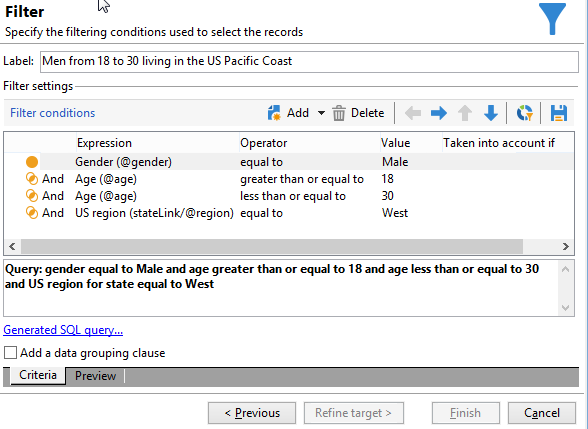 Filter
Specify the filtering conditions used to select the records
Label: Men from 18 to 30 living in the US Pacific Coast
Filter settings
Filter conditions Add Delete
Expression Operator Value Taken into account if
Gender (@gender) equal to Male
And Age (@age) greater than or equal to 18
And Age (@age) less than or equal to 30
And US region (stateLink/@region) equal to West
Query: gender equal to Male and age greater than or equal to 18 and age less than or equal to 30
and US region for state equal to West
Generated SQL query...
Add a data grouping clause
Criteria Preview
< Previous Refine target > Finish Cancel